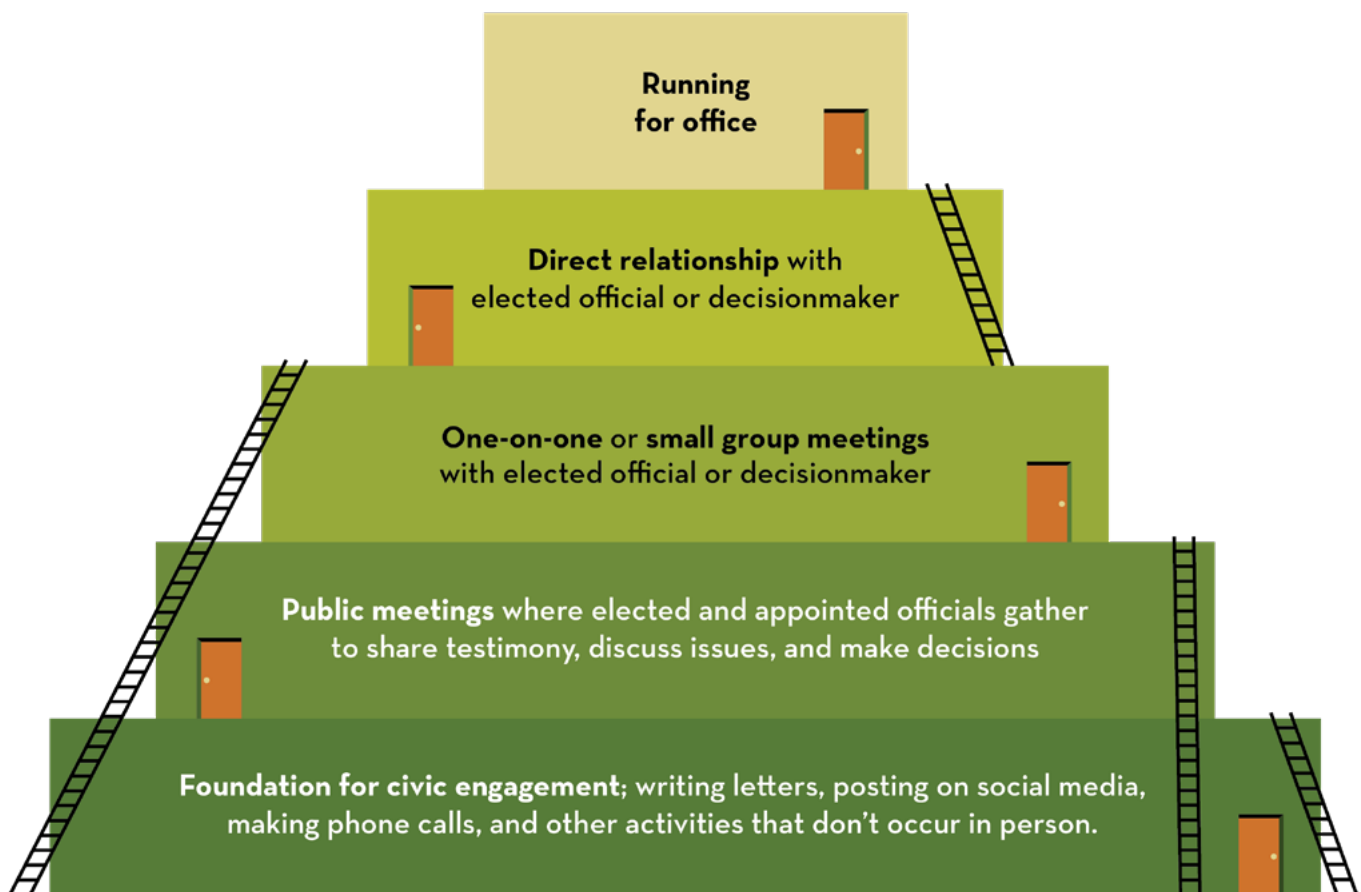 Running
for office
Direct relationship with
elected official or decisionmaker
One-on-one or small group meetings
with elected official or decisionmaker
Public meetings where elected and appointed officials gather
to share testimony, discuss issues, and make decisions
Foundation for civic engagement; writing letters, posting on social media,
making phone calls, and other activities that don’t occur in person.